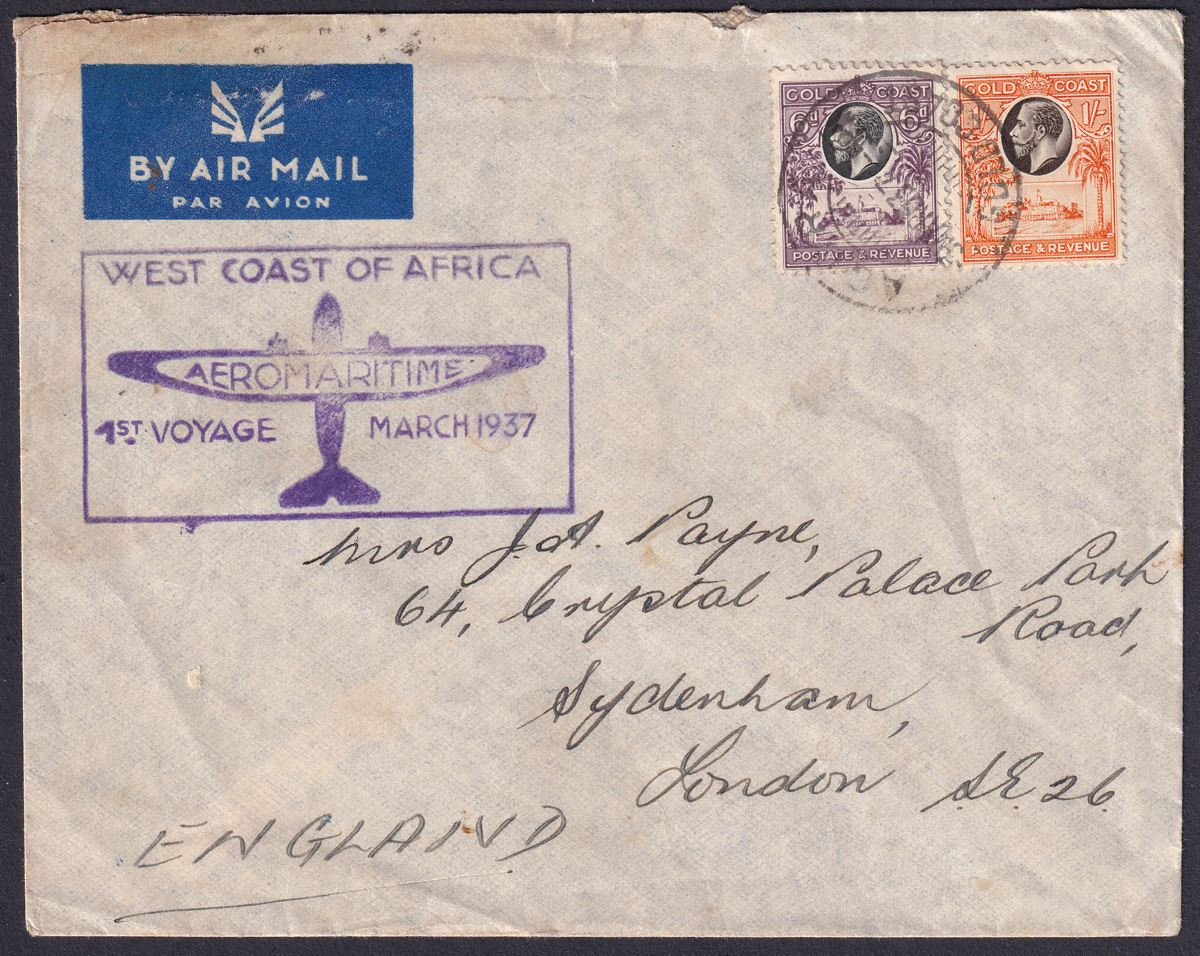 BY AIR MAIL
PAR AVION
GOLD COAST
6d 6d
POSTAGE & REVENUE
GOLD COAST
1/- 1/-
POSTAGE & REVENUE
WEST COAST OF AFRICA
AEROMARITIME
1ST VOYAGE MARCH 1937
Mrs J. A. Payne,
64, Crystal Palace Park
Road,
Sydenham,
London S.E. 26.
ENGLAND